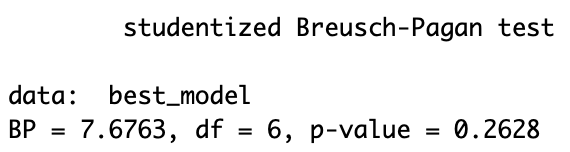 studentized Breusch-Pagan test
data:  best_model
BP = 7.6763, df = 6, p-value = 0.2628